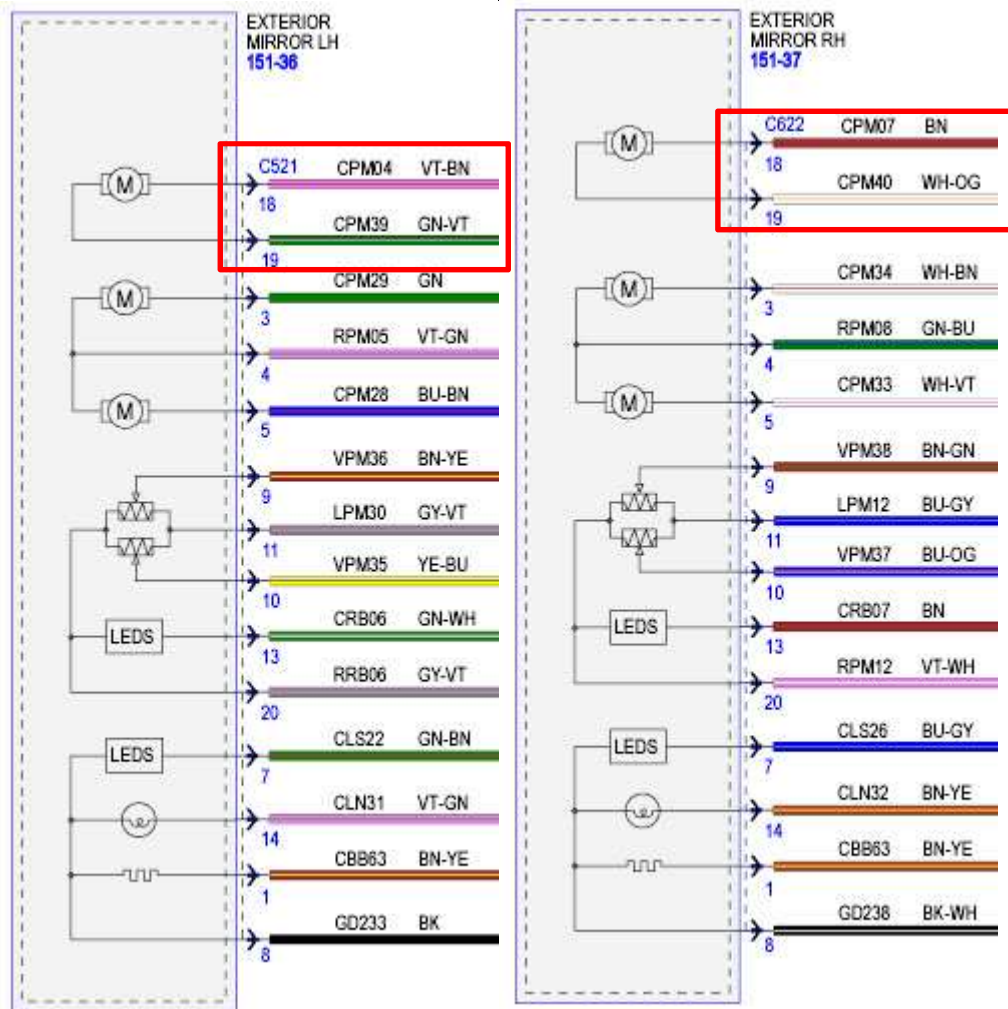 EXTERIOR
MIRROR LH
151-36
C521 CPM04 VT-BN
M
18
CPM39 GN-VT
19
CPM29 GN
M
3
RPM05 VT-GN
4
CPM28 BU-BN
M
5
VPM36 BN-YE
9
LPM30 GY-VT
11
VPM35 YE-BU
10
CRB06 GN-WH
LEDS
13
RRB06 GY-VT
20
CLS22 GN-BN
LEDS
7
CLN31 VT-GN
14
CBB63 BN-YE
1
GD233 BK
8
EXTERIOR
MIRROR RH
151-37
C622 CPM07 BN
M
18
CPM40 WH-OG
19
CPM34 WH-BN
M
3
RPM08 GN-BU
4
CPM33 WH-VT
M
5
VPM38 BN-GN
9
LPM12 BU-GY
11
VPM37 BU-OG
10
CRB07 BN
LEDS
13
RPM12 VT-WH
20
CLS26 BU-GY
LEDS
7
CLN32 BN-YE
14
CBB63 BN-YE
1
GD238 BK-WH
8